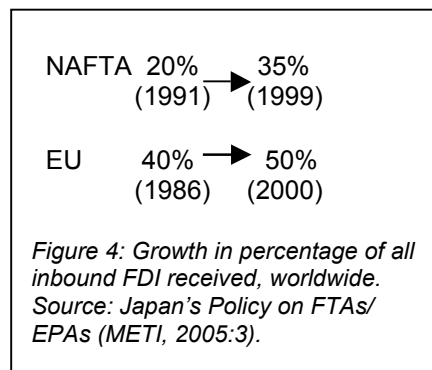 NAFTA 20% 35%
(1991) (1999)
EU 40% 50%
(1986) (2000)
Figure 4: Growth in percentage of all
inbound FDI received, worldwide.
Source: Japan's Policy on FTAs/
EPAs (METI, 2005:3).